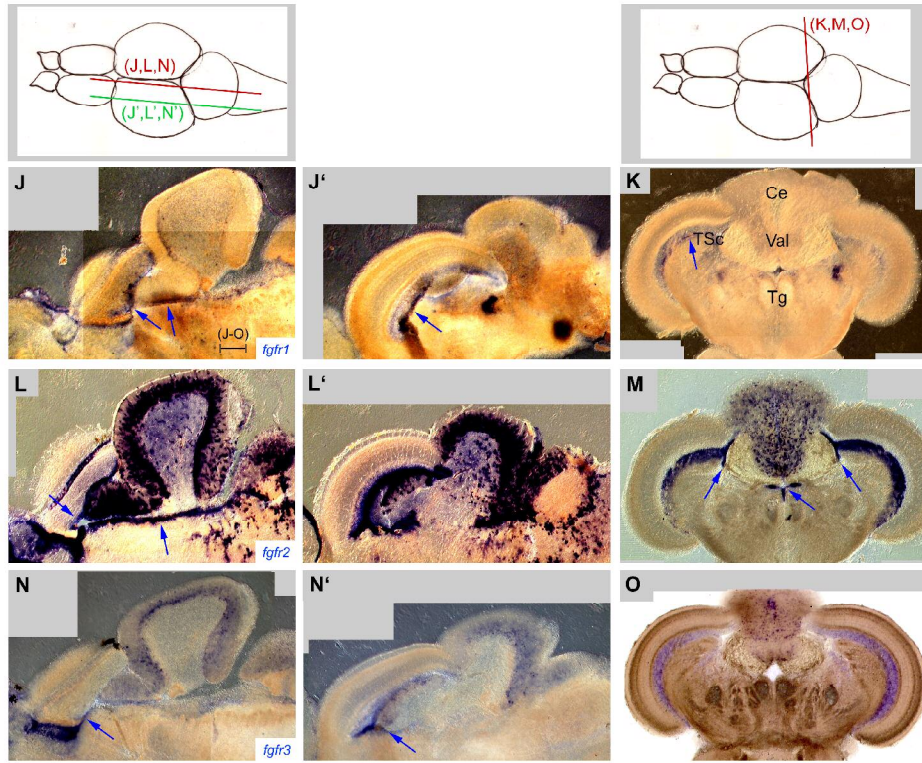 (J,L,N)
(J',L',N')
(K,M,O)
J
(J-O)
fgfr1
J‘
K
Ce
TSc
Val
Tg
L
fgfr2
L‘
M
N
fgfr3
N‘
O